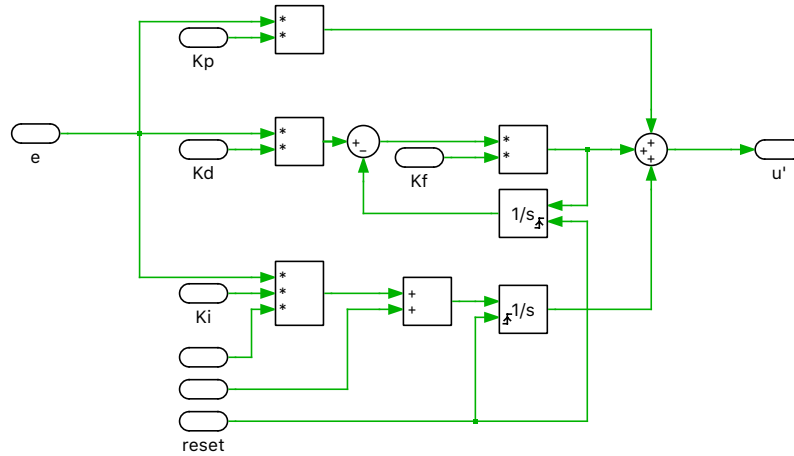 *
*
Kp
e
*
*
Kd
+
−
*
*
Kf
+
+
+
u'
1/s
*
*
*
Ki
+
+
1/s
reset